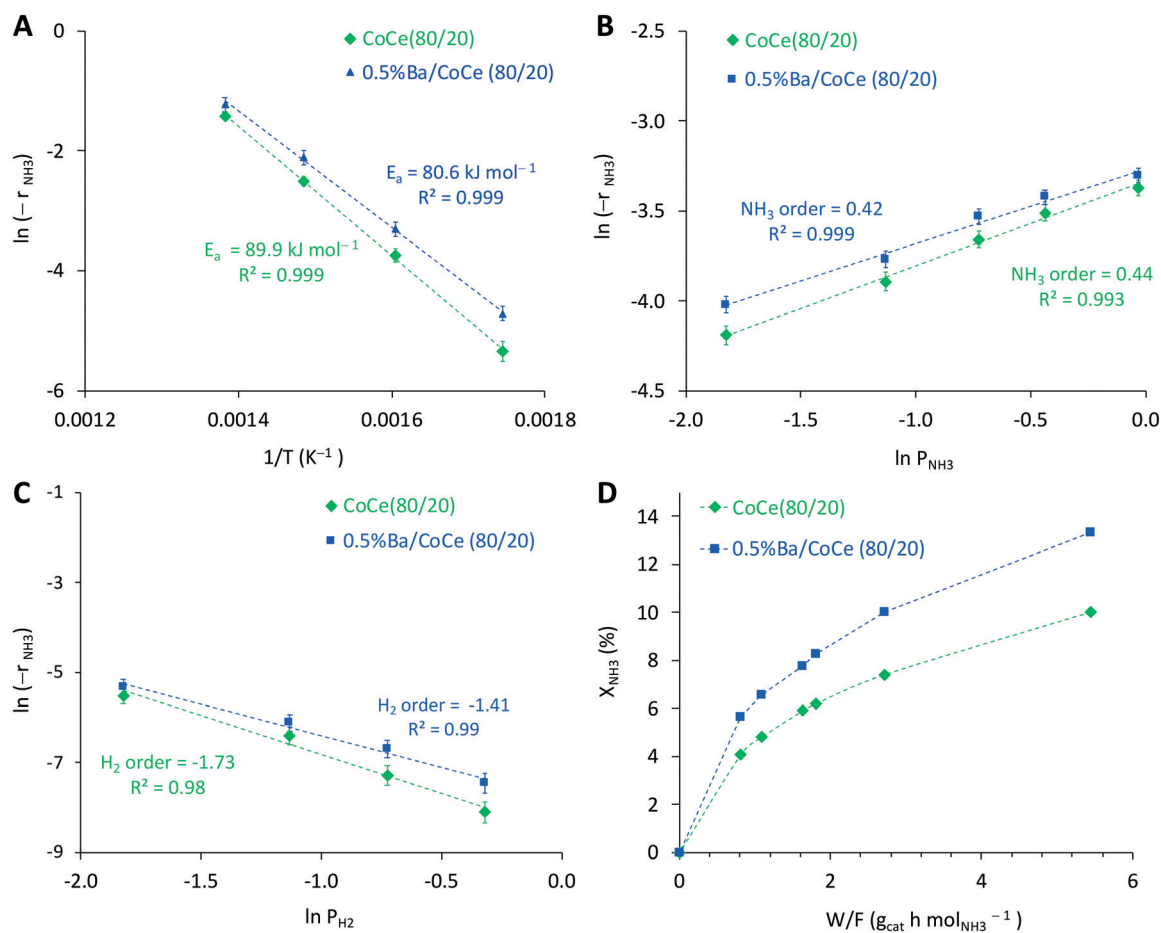 A
0
-2
-4
-6
ln (− r NH3)
0.0012
0.0014
0.0016
0.0018
1/T (K−1 )
CoCe(80/20)
0.5%Ba/CoCe (80/20)
Ea = 80.6 kJ mol−1
R² = 0.999
Ea = 89.9 kJ mol−1
R² = 0.999
B
-2.5
-3.0
-3.5
-4.0
-4.5
ln (−r NH3)
-2.0
-1.5
-1.0
-0.5
0.0
ln PNH3
CoCe(80/20)
0.5%Ba/CoCe (80/20)
NH3 order = 0.42
R² = 0.999
NH3 order = 0.44
R² = 0.993
C
-1
-3
-5
-7
-9
ln (−r NH3)
-2.0
-1.5
-1.0
-0.5
0.0
ln PH2
CoCe(80/20)
0.5%Ba/CoCe (80/20)
H2 order = -1.41
R² = 0.99
H2 order = -1.73
R² = 0.98
D
14
12
10
8
6
4
2
0
XNH3 (%)
0
2
4
6
W/F (gcat h molNH3 −1 )
CoCe(80/20)
0.5%Ba/CoCe (80/20)